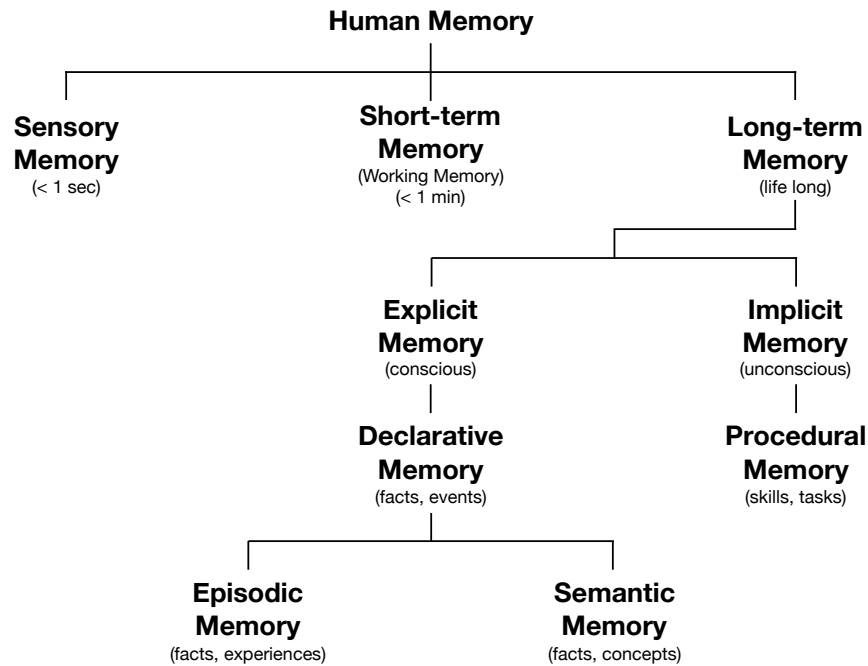 Human Memory
Sensory
Memory
(< 1 sec)
Short-term
Memory
(Working Memory)
(< 1 min)
Long-term
Memory
(life long)
Explicit
Memory
(conscious)
Implicit
Memory
(unconscious)
Declarative
Memory
(facts, events)
Procedural
Memory
(skills, tasks)
Episodic
Memory
(facts, experiences)
Semantic
Memory
(facts, concepts)